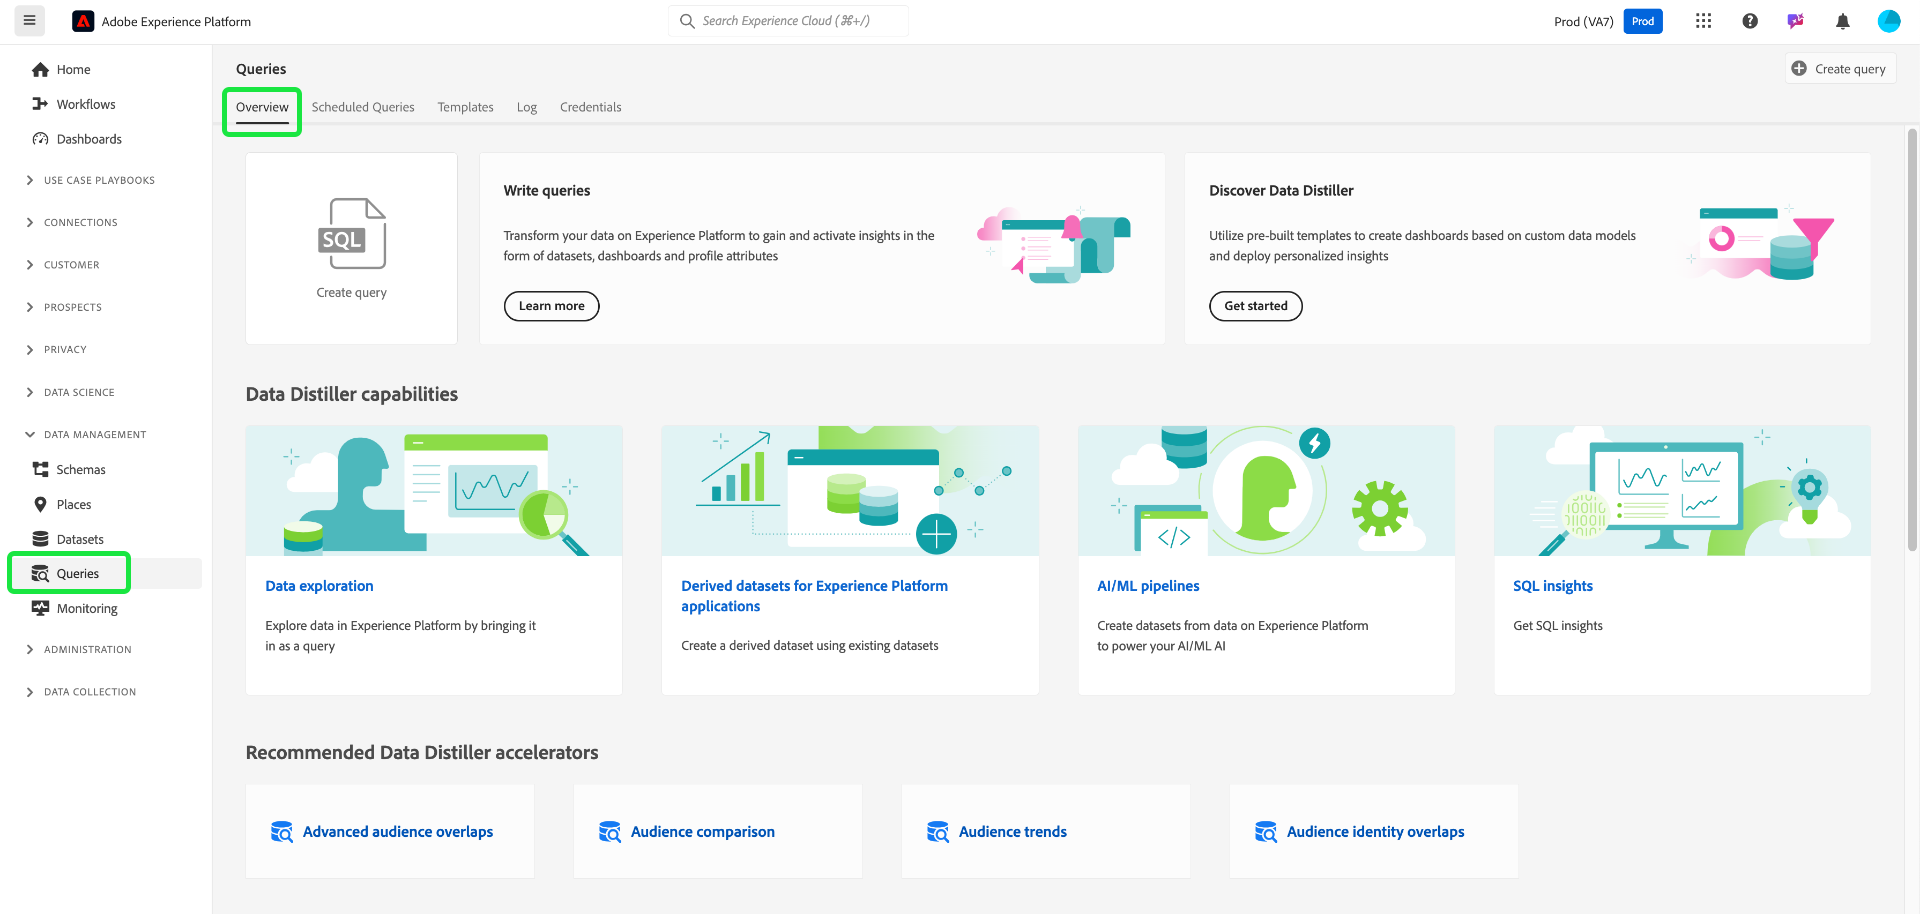 Adobe Experience Platform
Search Experience Cloud (⌘+/)
Prod (VA7)
Prod
Home
Workflows
Dashboards
USE CASE PLAYBOOKS
CONNECTIONS
CUSTOMER
PROSPECTS
PRIVACY
DATA SCIENCE
DATA MANAGEMENT
Schemas
Places
Datasets
Queries
Monitoring
ADMINISTRATION
DATA COLLECTION
Queries
Create query
Overview
Scheduled Queries
Templates
Log
Credentials
SQL
Create query
Write queries
Transform your data on Experience Platform to gain and activate insights in the
form of datasets, dashboards and profile attributes
Learn more
Discover Data Distiller
Utilize pre-built templates to create dashboards based on custom data models
and deploy personalized insights
Get started
Data Distiller capabilities
Data exploration
Explore data in Experience Platform by bringing it
in as a query
Derived datasets for Experience Platform
applications
Create a derived dataset using existing datasets
</>
AI/ML pipelines
Create datasets from data on Experience Platform
to power your AI/ML AI
SQL insights
Get SQL insights
Recommended Data Distiller accelerators
Advanced audience overlaps
Audience comparison
Audience trends
Audience identity overlaps